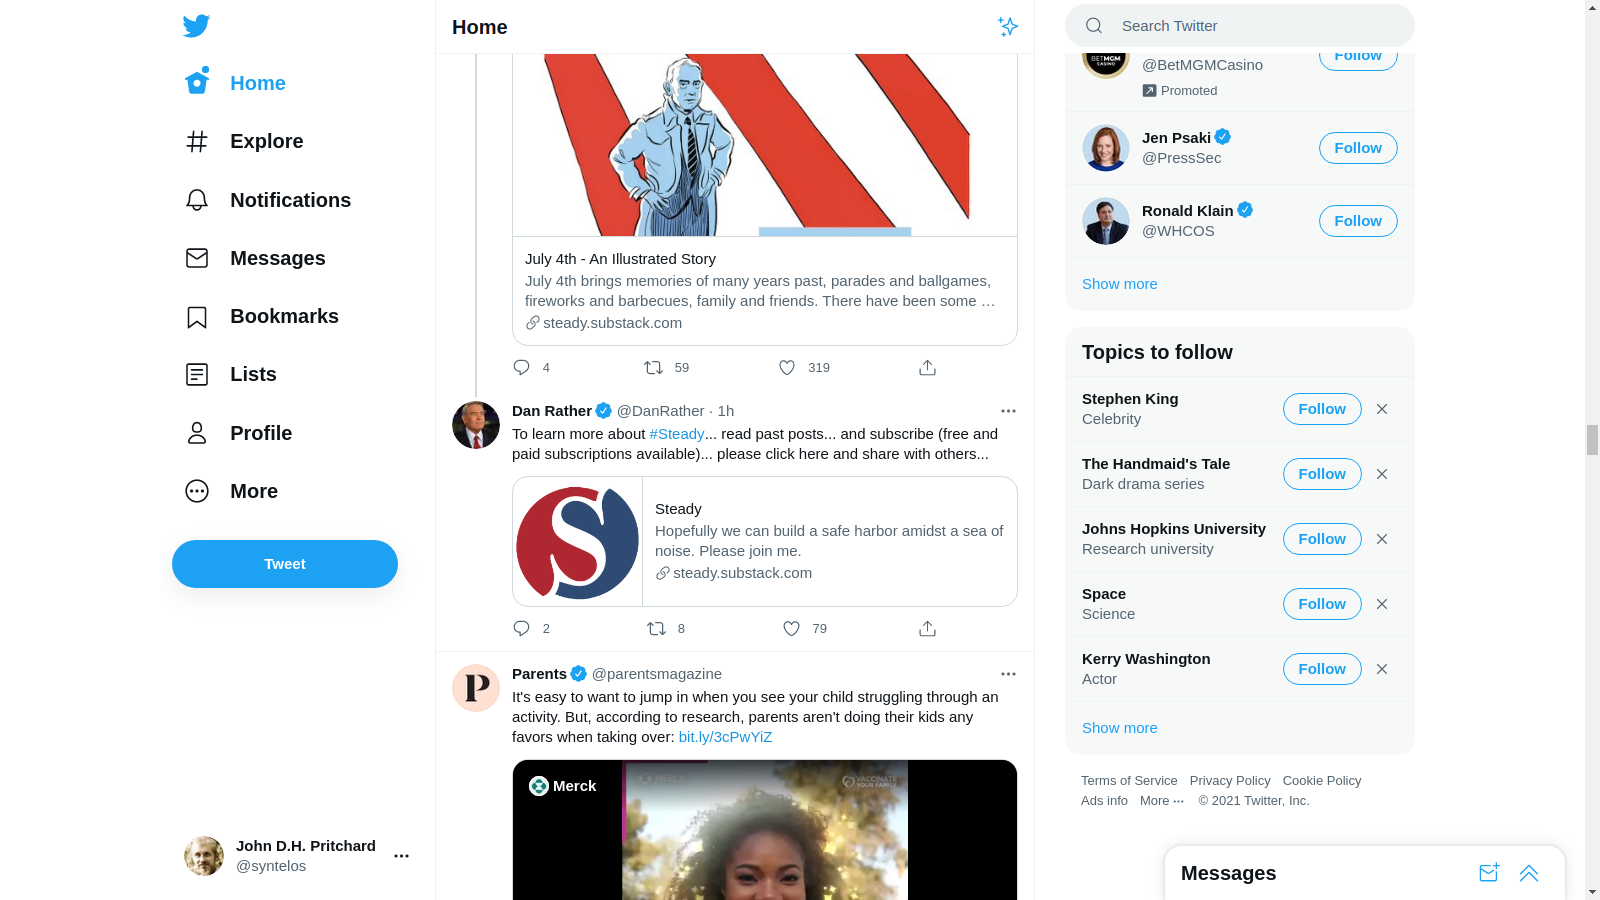 Home
Explore
Notifications
Messages
Bookmarks
Lists
Profile
More
Tweet
John D.H. Pritchard
@syntelos
Home
July 4th - An Illustrated Story
July 4th brings memories of many years past, parades and ballgames,
fireworks and barbecues, family and friends. There have been some …
steady.substack.com
4 59 319
Dan Rather @DanRather · 1h
To learn more about #Steady... read past posts... and subscribe (free and
paid subscriptions available)... please click here and share with others...
S
Steady
Hopefully we can build a safe harbor amidst a sea of
noise. Please join me.
steady.substack.com
2 8 79
P
Parents @parentsmagazine
It's easy to want to jump in when you see your child struggling through an
activity. But, according to research, parents aren't doing their kids any
favors when taking over: bit.ly/3cPwYiZ
Merck
MERCK
VACCINATE
YOUR FAMILY
Search Twitter
BETMGM
CASINO
@BetMGMCasino
Follow
Promoted
Jen Psaki
@PressSec
Follow
Ronald Klain
@WHCOS
Follow
Show more
Topics to follow
Stephen King
Celebrity
Follow
The Handmaid's Tale
Dark drama series
Follow
Johns Hopkins University
Research university
Follow
Space
Science
Follow
Kerry Washington
Actor
Follow
Show more
Terms of Service Privacy Policy Cookie Policy
Ads info More ··· © 2021 Twitter, Inc.
Messages